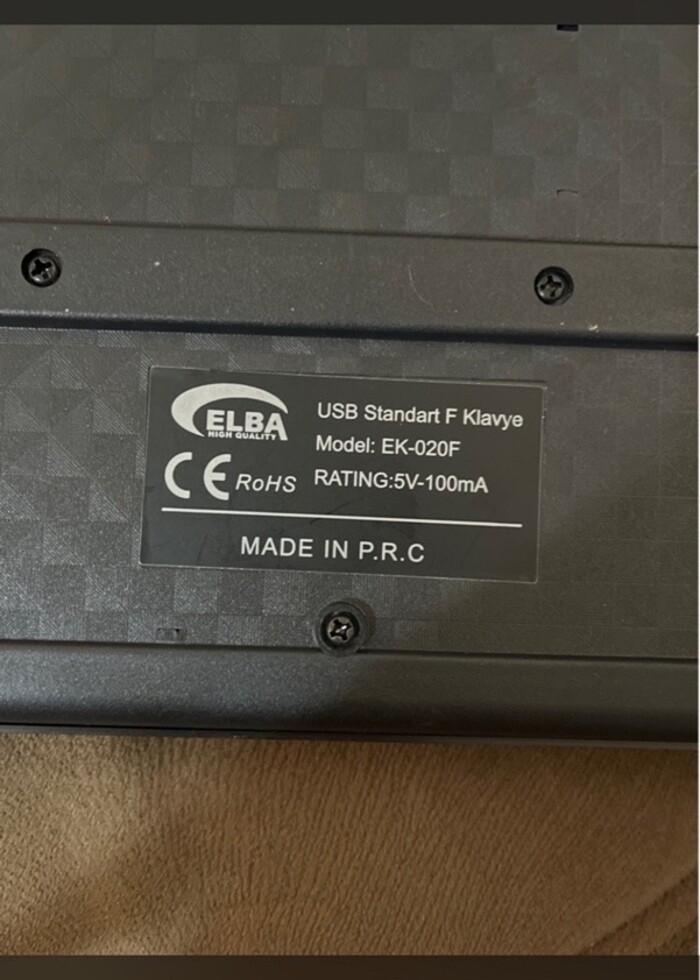 ELBA
HIGH QUALITY
CE RoHS
USB Standart F Klavye
Model: EK-020F
RATING:5V-100mA
MADE IN P.R.C